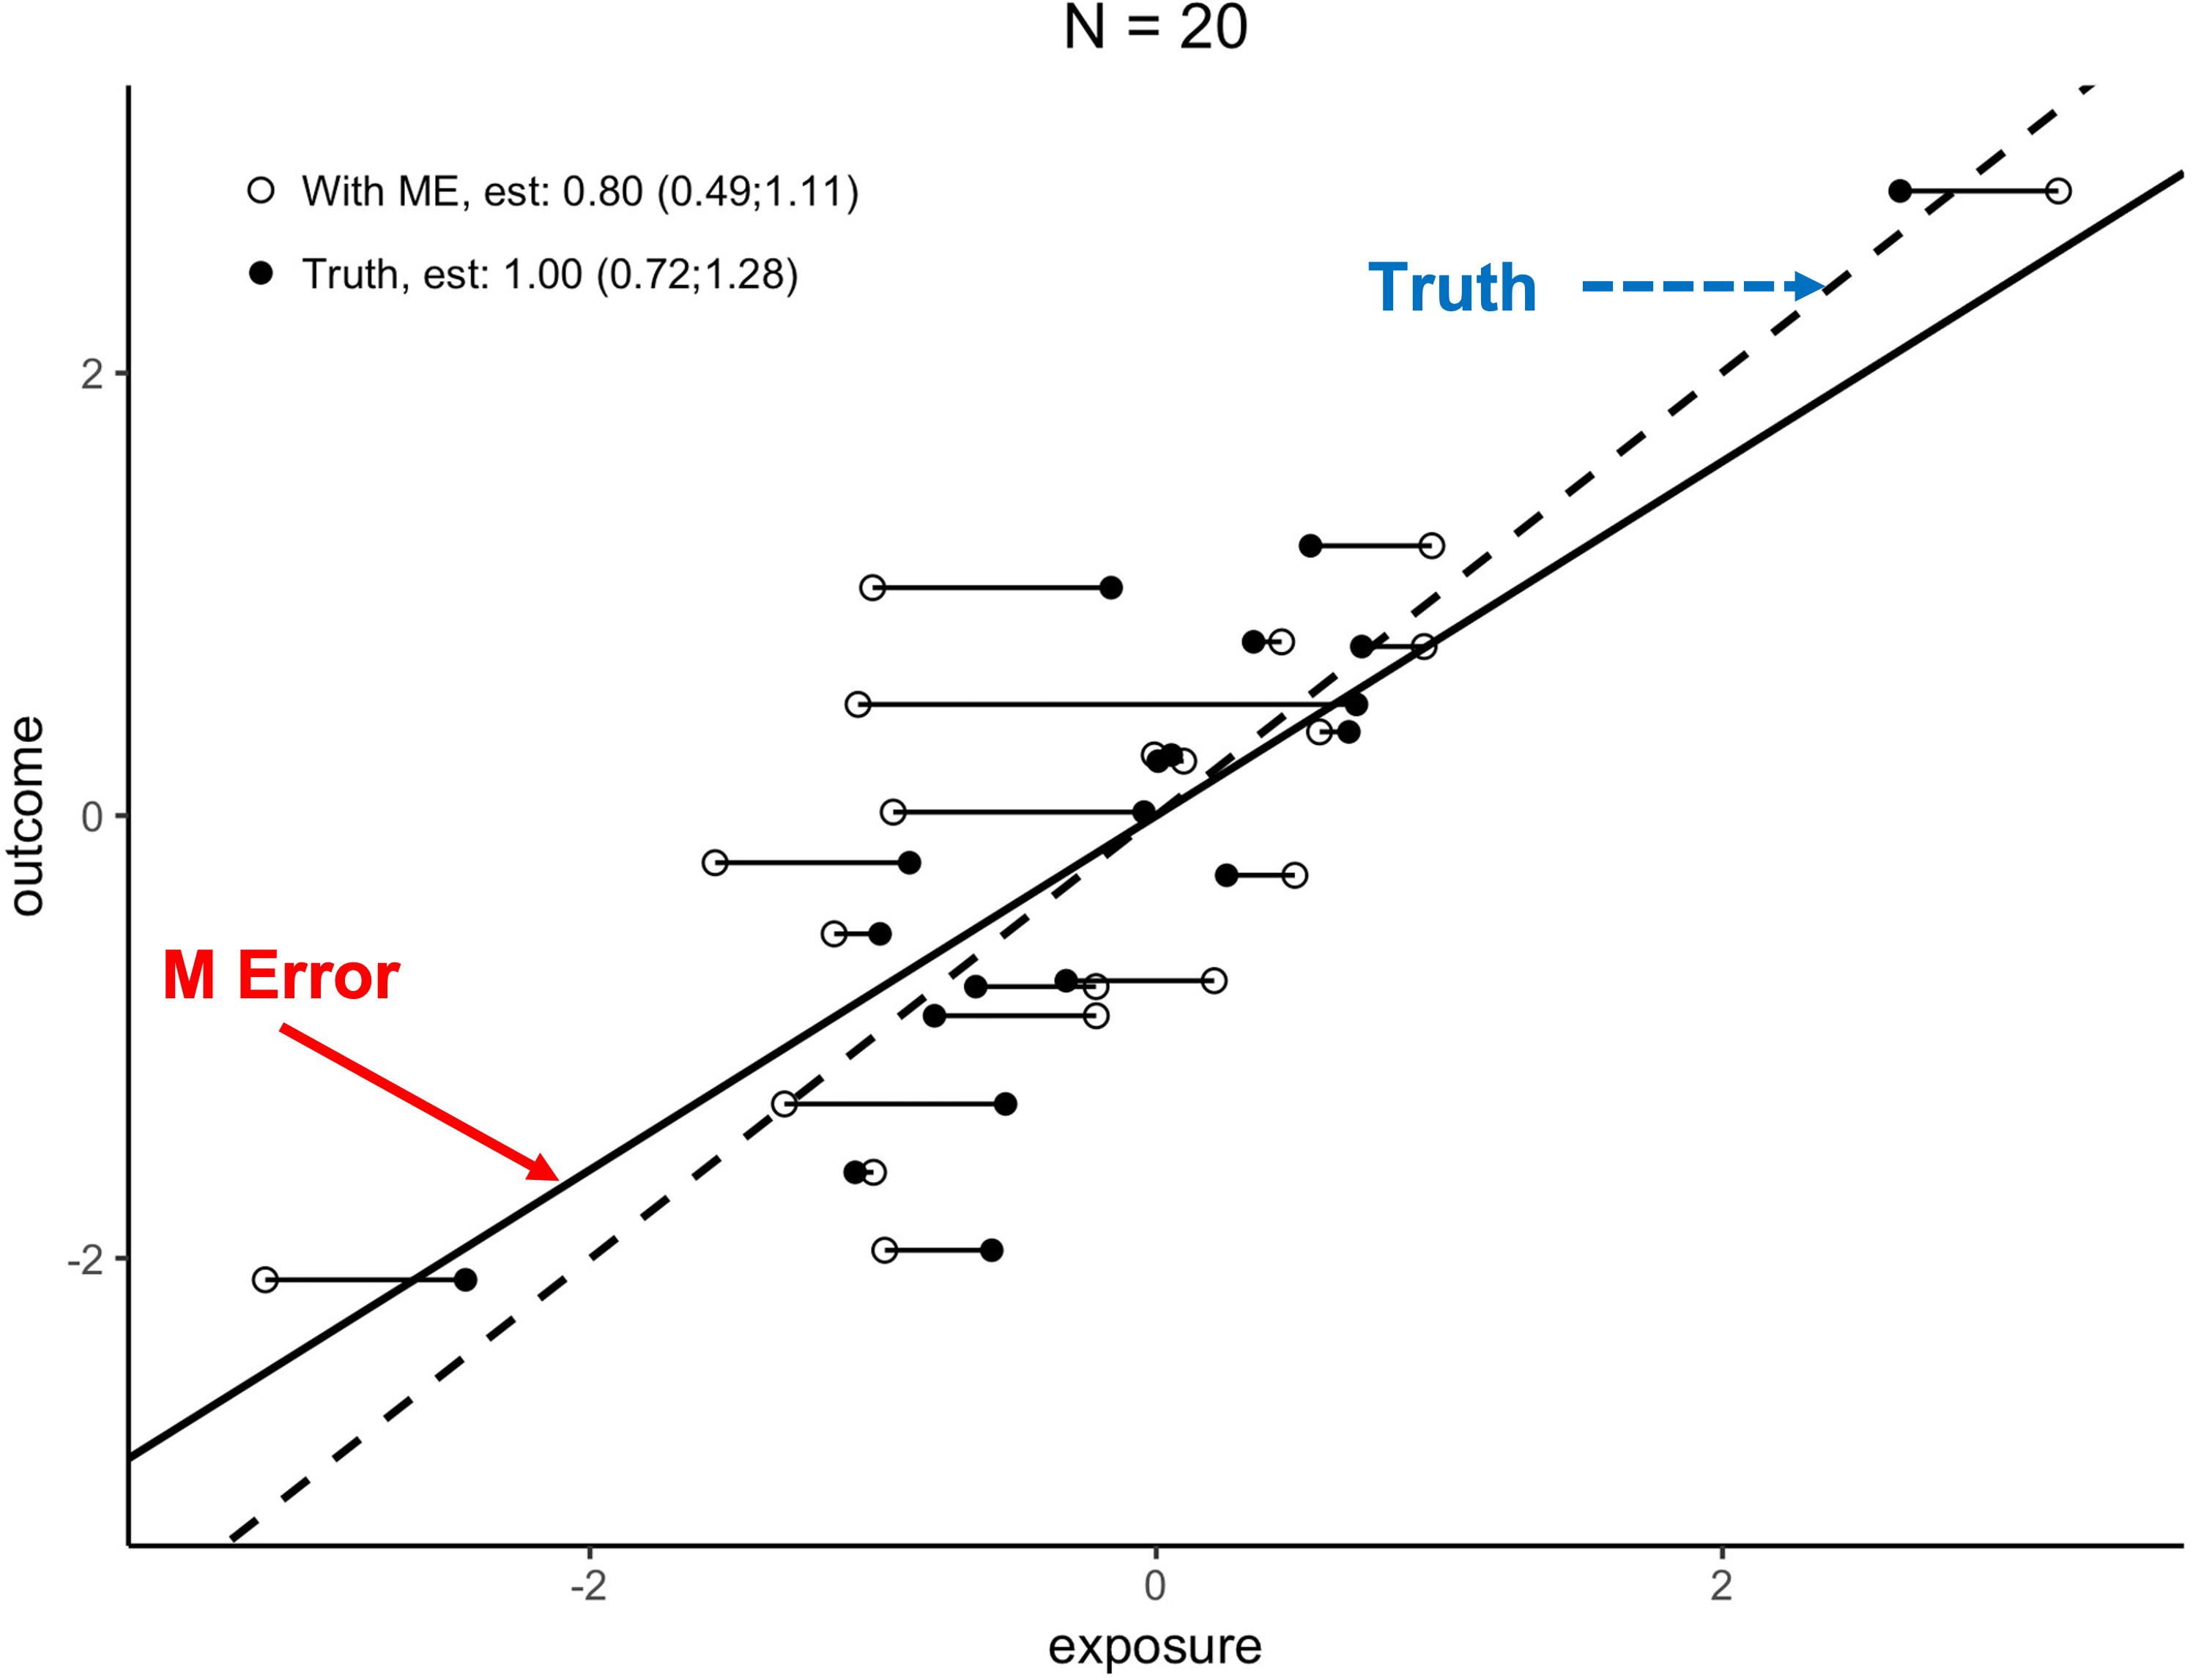 N = 20
With ME, est: 0.80 (0.49;1.11)
Truth, est: 1.00 (0.72;1.28)
Truth
2
0
-2
outcome
M Error
-2
0
2
exposure